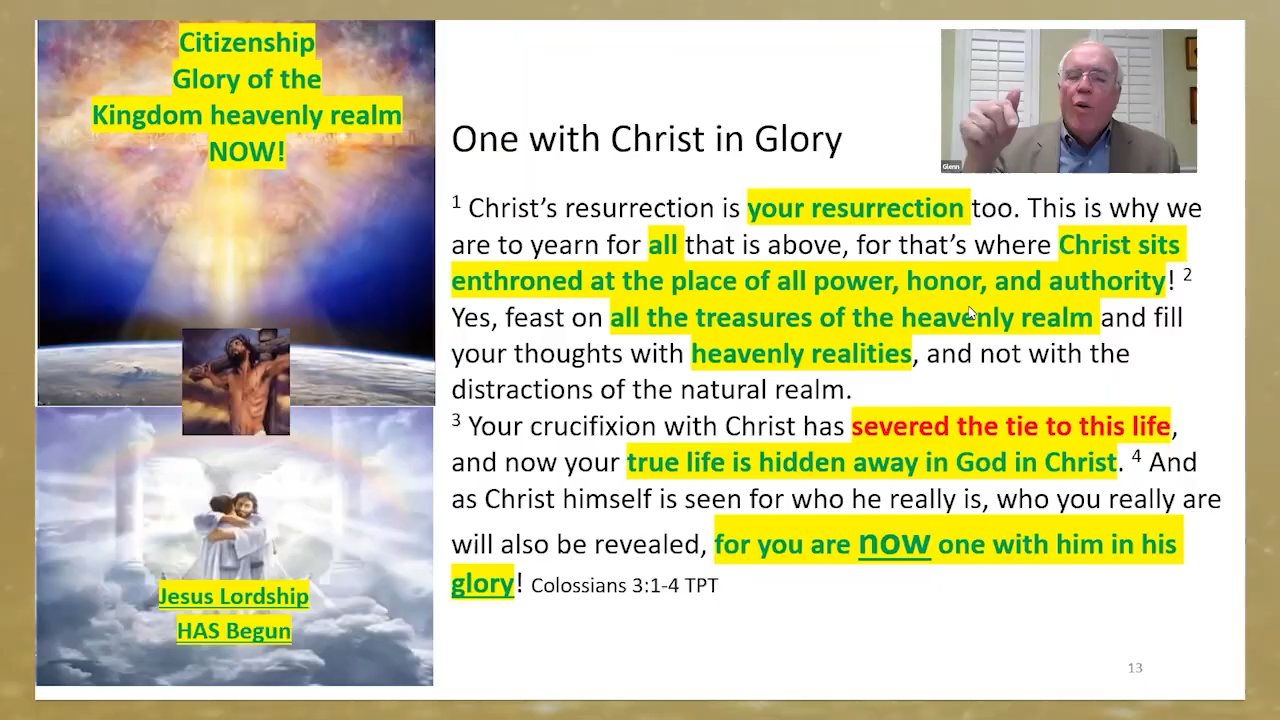 Citizenship
Glory of the
Kingdom heavenly realm
NOW!
Glenn
One with Christ in Glory
1 Christ’s resurrection is your resurrection too. This is why we
are to yearn for all that is above, for that’s where Christ sits
enthroned at the place of all power, honor, and authority! 2
Yes, feast on all the treasures of the heavenly realm and fill
your thoughts with heavenly realities, and not with the
distractions of the natural realm.
3 Your crucifixion with Christ has severed the tie to this life,
and now your true life is hidden away in God in Christ. 4 And
as Christ himself is seen for who he really is, who you really are
will also be revealed, for you are now one with him in his
glory! Colossians 3:1-4 TPT
Jesus Lordship
HAS Begun
13